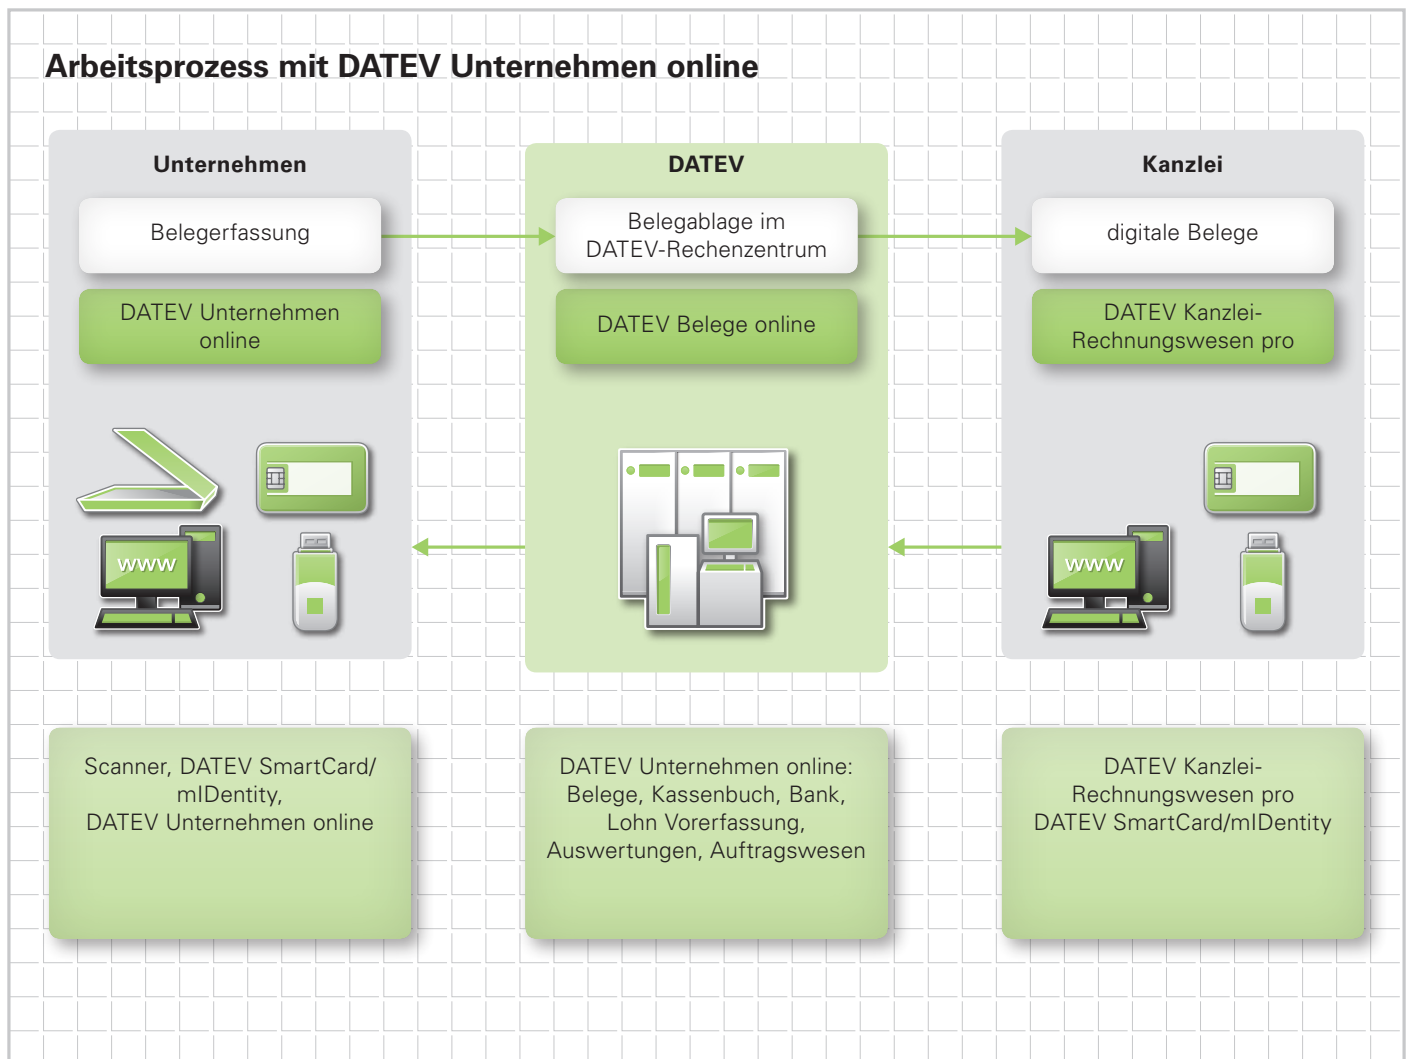 Arbeitsprozess mit DATEV Unternehmen online
Unternehmen
Belegerfassung
DATEV Unternehmen
online
www
Scanner, DATEV SmartCard/
mIDentity,
DATEV Unternehmen online
DATEV
Belegablage im
DATEV-Rechenzentrum
DATEV Belege online
DATEV Unternehmen online:
Belege, Kassenbuch, Bank,
Lohn Vorerfassung,
Auswertungen, Auftragswesen
Kanzlei
digitale Belege
DATEV Kanzlei-
Rechnungswesen pro
www
DATEV Kanzlei-
Rechnungswesen pro
DATEV SmartCard/mIDentity